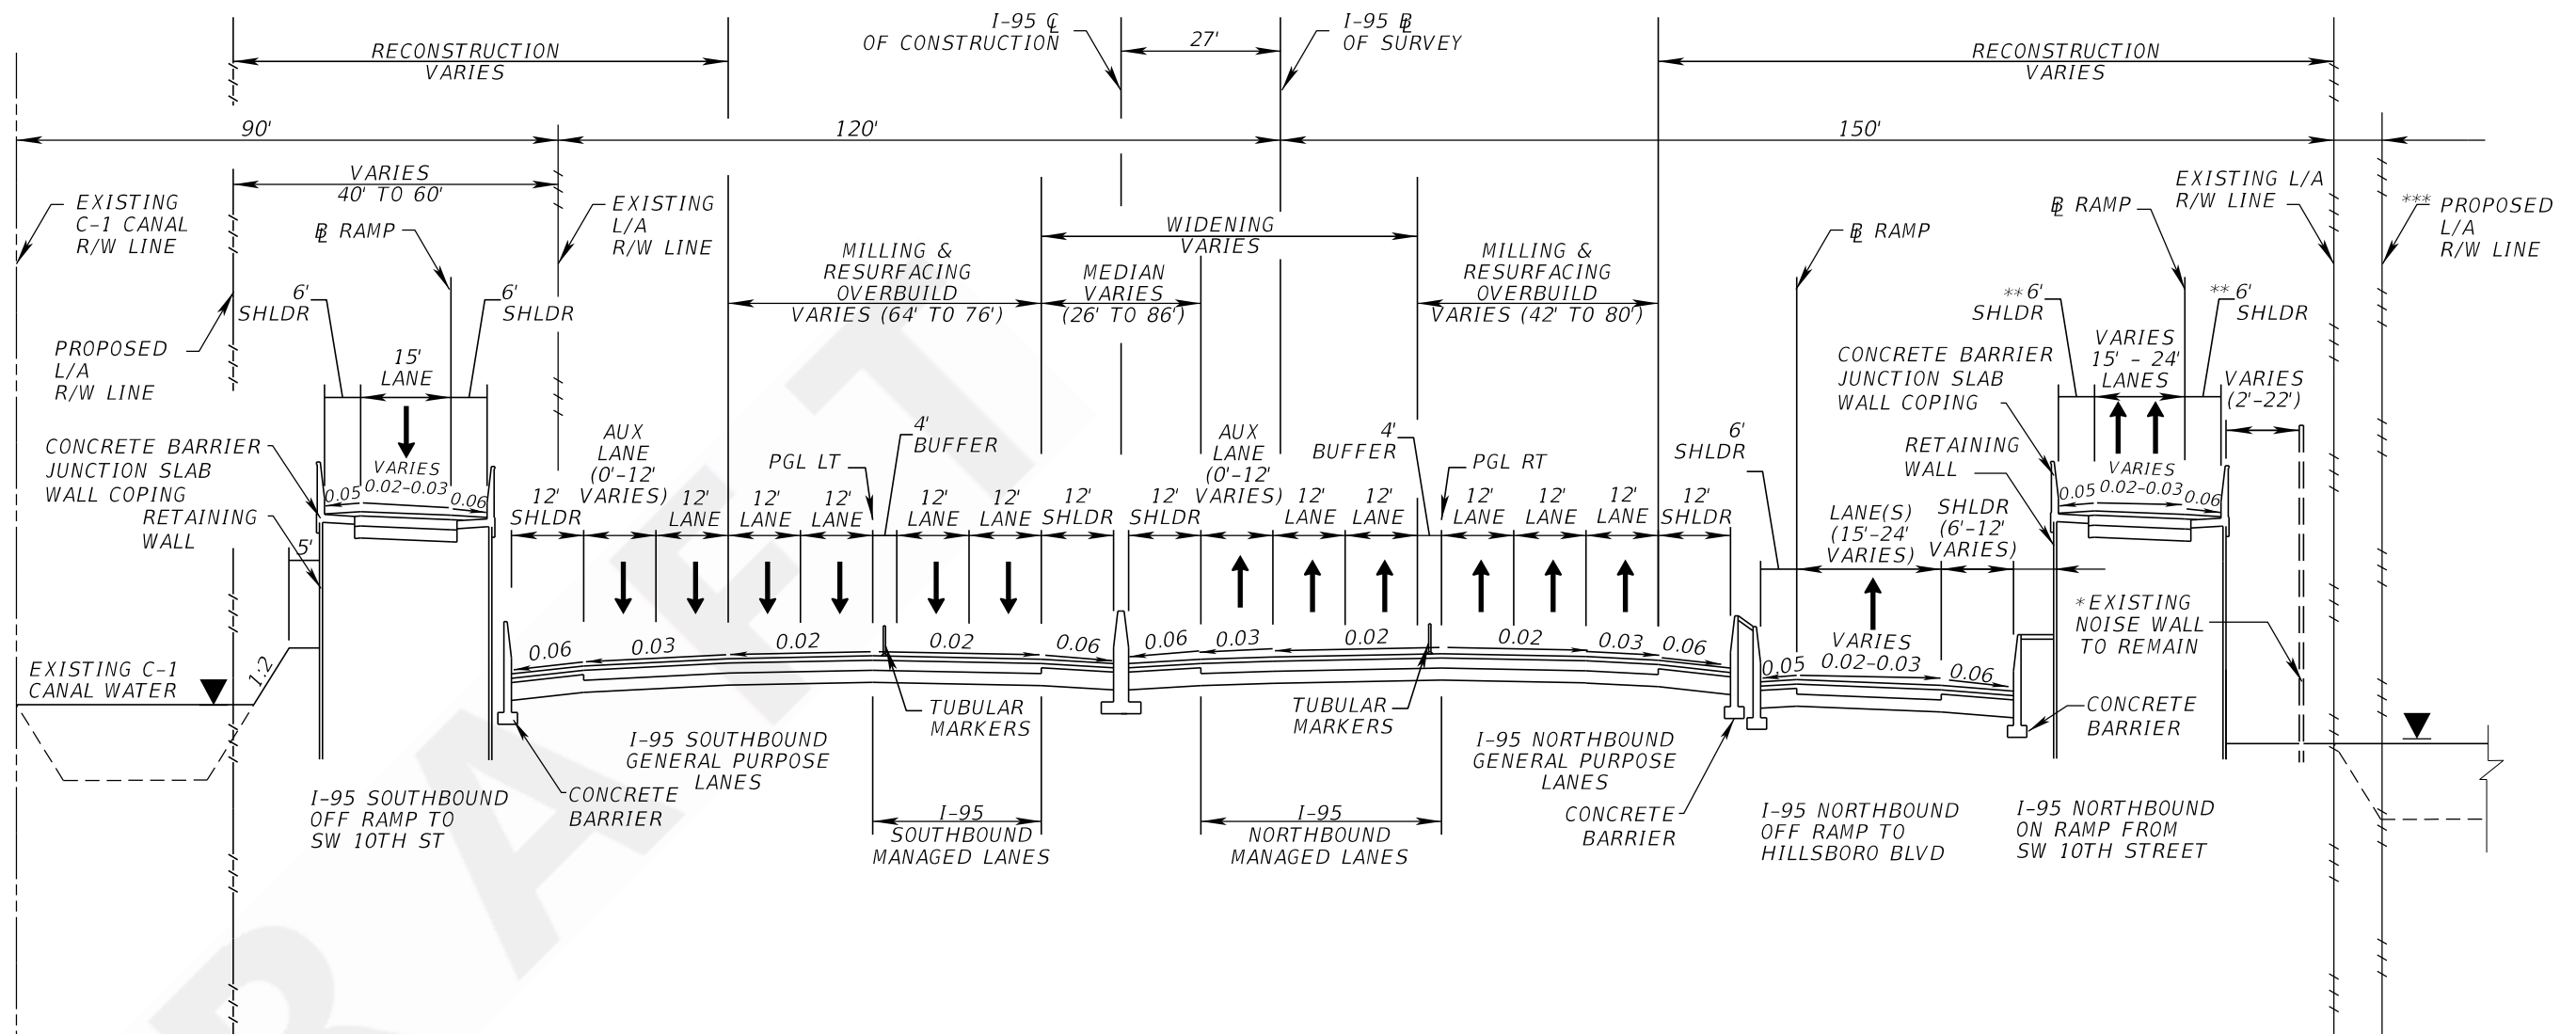 I-95 C̲L
OF CONSTRUCTION
27'
I-95 B̲L
OF SURVEY
RECONSTRUCTION
VARIES
RECONSTRUCTION
VARIES
90'
120'
150'
VARIES
40' TO 60'
EXISTING
C-1 CANAL
R/W LINE
BL RAMP
EXISTING
L/A
R/W LINE
WIDENING
VARIES
BL RAMP
BL RAMP
EXISTING L/A
R/W LINE
*** PROPOSED
L/A
R/W LINE
MILLING &
RESURFACING
OVERBUILD
VARIES (64' TO 76')
MEDIAN
VARIES
(26' TO 86')
MILLING &
RESURFACING
OVERBUILD
VARIES (42' TO 80')
6'
SHLDR
6'
SHLDR
**6'
SHLDR
**6'
SHLDR
PROPOSED
L/A
R/W LINE
15'
LANE
VARIES
15' - 24'
LANES
VARIES
(2'-22')
CONCRETE BARRIER
JUNCTION SLAB
WALL COPING
CONCRETE BARRIER
JUNCTION SLAB
WALL COPING
RETAINING
WALL
RETAINING
WALL
VARIES
0.05 0.02-0.03 0.06
VARIES
0.05 0.02-0.03 0.06
5'
AUX
LANE
(0'-12'
VARIES)
PGL LT
4'
BUFFER
AUX
LANE
(0'-12'
VARIES)
4'
BUFFER
PGL RT
6'
SHLDR
12'
SHLDR
12'
LANE
12'
LANE
12'
LANE
12'
LANE
12'
LANE
12'
SHLDR
12'
SHLDR
12'
LANE
12'
LANE
12'
LANE
12'
LANE
12'
LANE
12'
SHLDR
LANE(S)
(15'-24'
VARIES)
SHLDR
(6'-12'
VARIES)
*EXISTING
NOISE WALL
TO REMAIN
0.06 0.03 0.02 0.02 0.06
0.06 0.03 0.02 0.02 0.03 0.06
VARIES
0.05 0.02-0.03 0.06
EXISTING C-1
CANAL WATER
1:2
TUBULAR
MARKERS
TUBULAR
MARKERS
CONCRETE
BARRIER
I-95 SOUTHBOUND
GENERAL PURPOSE
LANES
I-95 NORTHBOUND
GENERAL PURPOSE
LANES
I-95 SOUTHBOUND
OFF RAMP TO
SW 10TH ST
CONCRETE
BARRIER
I-95
SOUTHBOUND
MANAGED LANES
I-95
NORTHBOUND
MANAGED LANES
CONCRETE
BARRIER
I-95 NORTHBOUND
OFF RAMP TO
HILLSBORO BLVD
I-95 NORTHBOUND
ON RAMP FROM
SW 10TH STREET